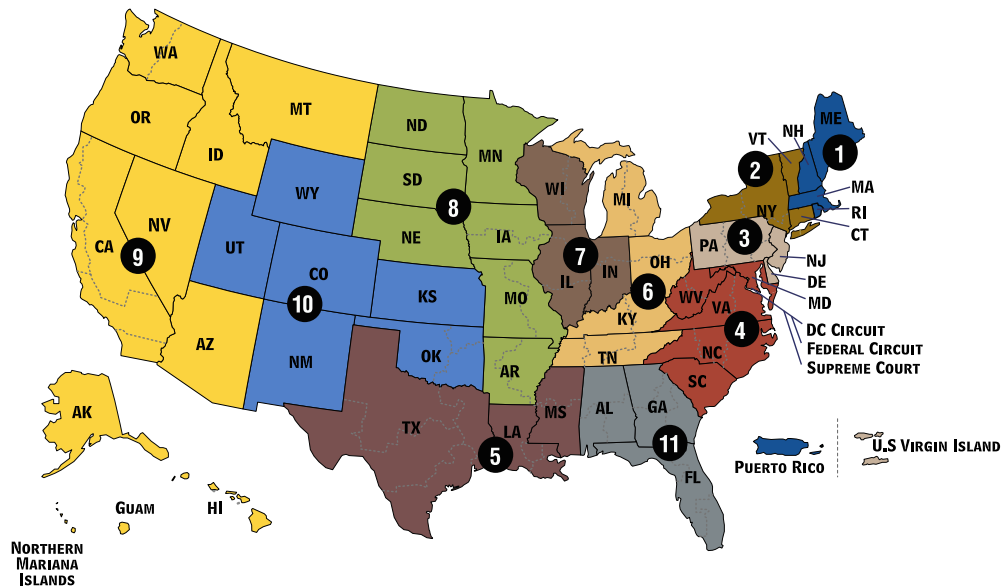 WA
OR
CA
NV
ID
MT
WY
UT
CO
AZ
NM
9
10
ND
SD
NE
KS
OK
MN
IA
MO
AR
8
TX
LA
MS
5
WI
IL
IN
7
MI
OH
KY
TN
6
AL
GA
FL
11
WV
VA
NC
SC
4
PA
3
NY
2
VT
NH
ME
1
MA
RI
CT
NJ
DE
MD
DC CIRCUIT
FEDERAL CIRCUIT
SUPREME COURT
AK
HI
GUAM
NORTHERN
MARIANA
ISLANDS
PUERTO RICO
U.S VIRGIN ISLAND